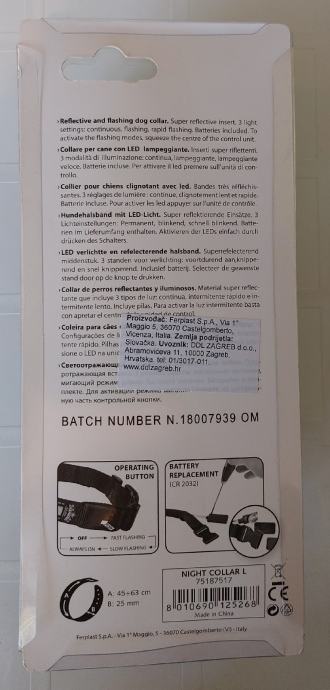 ›Reflective and flashing dog collar. Super reflective insert. 3 light
settings: continuous, flashing, rapid flashing. Batteries included. To
activate the flashing modes, squeeze the centre of the unit.
›Collare per cane con LED lampeggiante. Inserti super riflettenti.
3 modalità di illuminazione: continua, lampeggiante, lampeggiante
veloce. Batteria incluse. Per attivare il led premere sull'unità di con-
trollo.
›Collier pour chiens clignotant avec led. Bandes très réfléchis-
santes. 3 réglages de lumière: continue, clignotement lent et rapide.
Batterie incluse. Pour activer les led appuyer sur l'unité de contrôle.
›Hundehalsband mit LED-Licht. Super reflektierende Einsätze. 3
Lichteinstellungen: Permanent, blinkend, schnell blinkend. Batte-
rien im Lieferumfang enthalten. Aktivieren der LEDs einfach durch
drücken des Schalters.
›LED verlichtte en refelecterende halsband. Superrefelecterend
middenstuk. 3 standen voor verlichting: voortdurend aan, knippe-
rend en snel knipperend. Inclusief batterij. Selecteer de gewenste
stand door op de knop te drukken.
›Collar de perros reflectantes y iluminosos. Material super reflec-
tante que incluye 3 tipos de luz continua, intermitente rápido e in-
termitente lento. Incluye pilas. Para activar la luz intermitente basta
con apretar el centro de control.
›Coleira para cães
Configurações de l
tente rápido. Pilhas
sione o LED na unid
›Светоотражающ
ротражающая вст
мигающий режим
плекте. Для активации режима
ную часть контрольной кнопки.
Proizvođač: Ferplast S.p.A., Via 1°
Maggio 5, 36070 Castelgomberto,
Vicenza, Italia. Zemlja podrijetla:
Slovačka. Uvoznik: DDL ZAGREB d.o.o.,
Abramovićeva 11, 10000 Zagreb,
Hrvatska. tel: 01/3017-011
www.ddlzagreb.hr
BATCH NUMBER N.18007939 OM
OPERATING
BUTTON
OFF
FAST FLASHING
ALWAYS ON
SLOW FLASHING
BATTERY
REPLACEMENT
(CR 2032)
A: 45÷63 cm
B: 25 mm
A
B
NIGHT COLLAR L
75187517
8 010690 125268
Made in China
CE
Ferplast S.p.A. - Via 1° Maggio, 5 - 36070 Castelgomberto (VI) - Italy